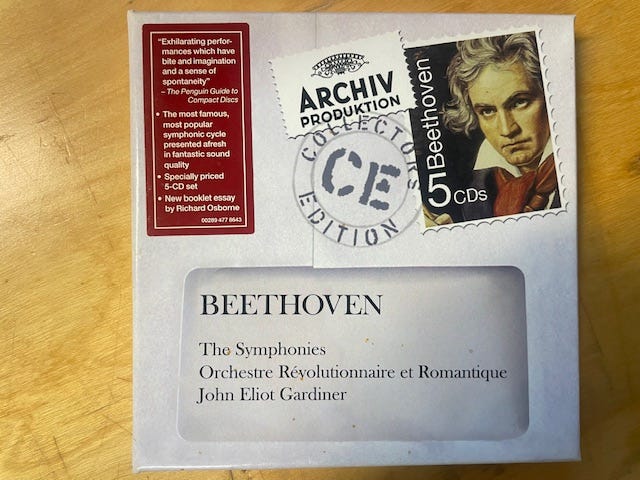 "Exhilarating perfor-
mances which have
bite and imagination
and a sense of
spontaneity"
– The Penguin Guide to
Compact Discs
• The most famous,
most popular
symphonic cycle
presented afresh
in fantastic sound
quality
• Specially priced
5-CD set
• New booklet essay
by Richard Osborne
00289 477 8643
ARCHIV
PRODUKTION
COLLECTORS
CE
EDITION
Beethoven
5 CDs
BEETHOVEN
The Symphonies
Orchestre Révolutionnaire et Romantique
John Eliot Gardiner